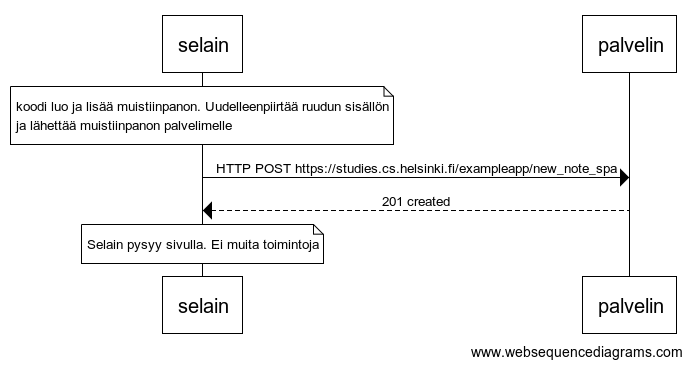 selain
palvelin
koodi luo ja lisää muistiinpanon. Uudelleenpiirtää ruudun sisällön
ja lähettää muistiinpanon palvelimelle
HTTP POST https://studies.cs.helsinki.fi/exampleapp/new_note_spa
201 created
Selain pysyy sivulla. Ei muita toimintoja
selain
palvelin
www.websequencediagrams.com